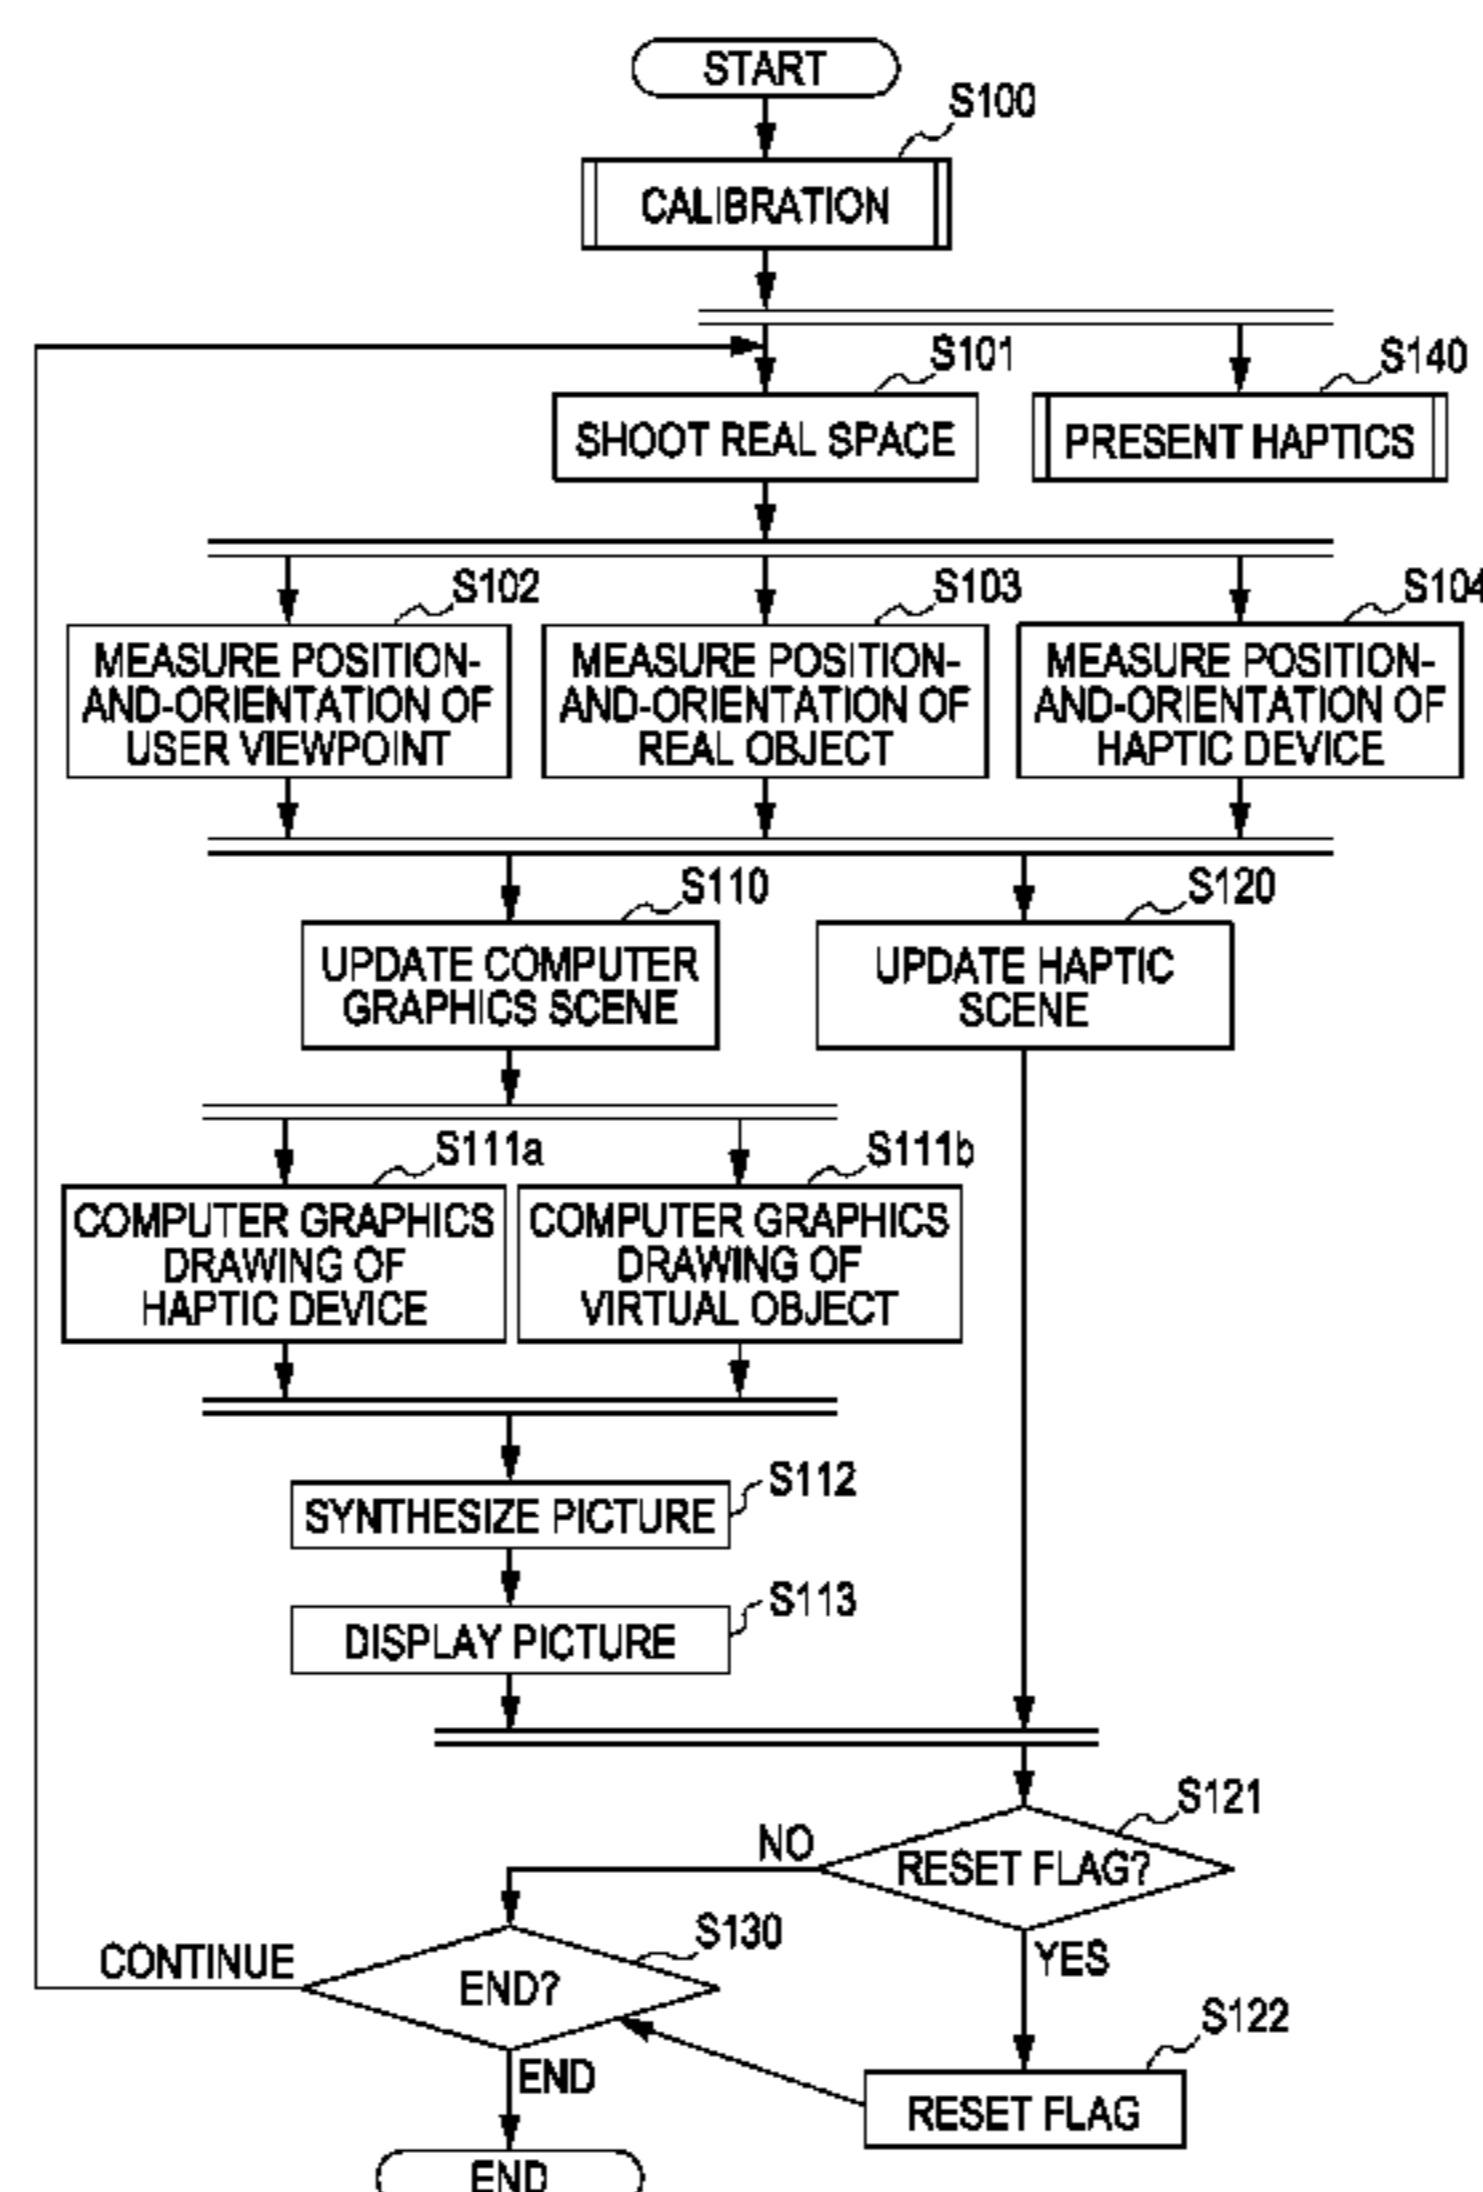 START
S100
CALIBRATION
S101
S140
SHOOT REAL SPACE
PRESENT HAPTICS
S102
S103
S104
MEASURE POSITION-
AND-ORIENTATION OF
USER VIEWPOINT
MEASURE POSITION-
AND-ORIENTATION OF
REAL OBJECT
MEASURE POSITION-
AND-ORIENTATION OF
HAPTIC DEVICE
S110
S120
UPDATE COMPUTER
GRAPHICS SCENE
UPDATE HAPTIC
SCENE
S111a
S111b
COMPUTER GRAPHICS
DRAWING OF
HAPTIC DEVICE
COMPUTER GRAPHICS
DRAWING OF
VIRTUAL OBJECT
S112
SYNTHESIZE PICTURE
S113
DISPLAY PICTURE
S121
NO
RESET FLAG?
S130
CONTINUE
END?
YES
S122
END
RESET FLAG
END